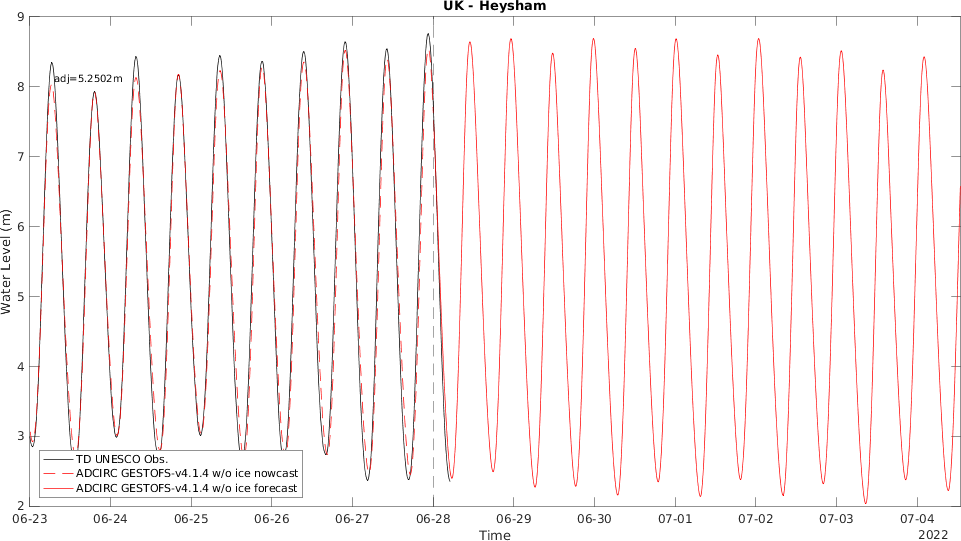 UK - Heysham
9
8
7
6
5
4
3
2
Water Level (m)
adj=5.2502m
TD UNESCO Obs.
ADCIRC GESTOFS-v4.1.4 w/o ice nowcast
ADCIRC GESTOFS-v4.1.4 w/o ice forecast
06-23 06-24 06-25 06-26 06-27 06-28 06-29 06-30 07-01 07-02 07-03 07-04
Time
2022